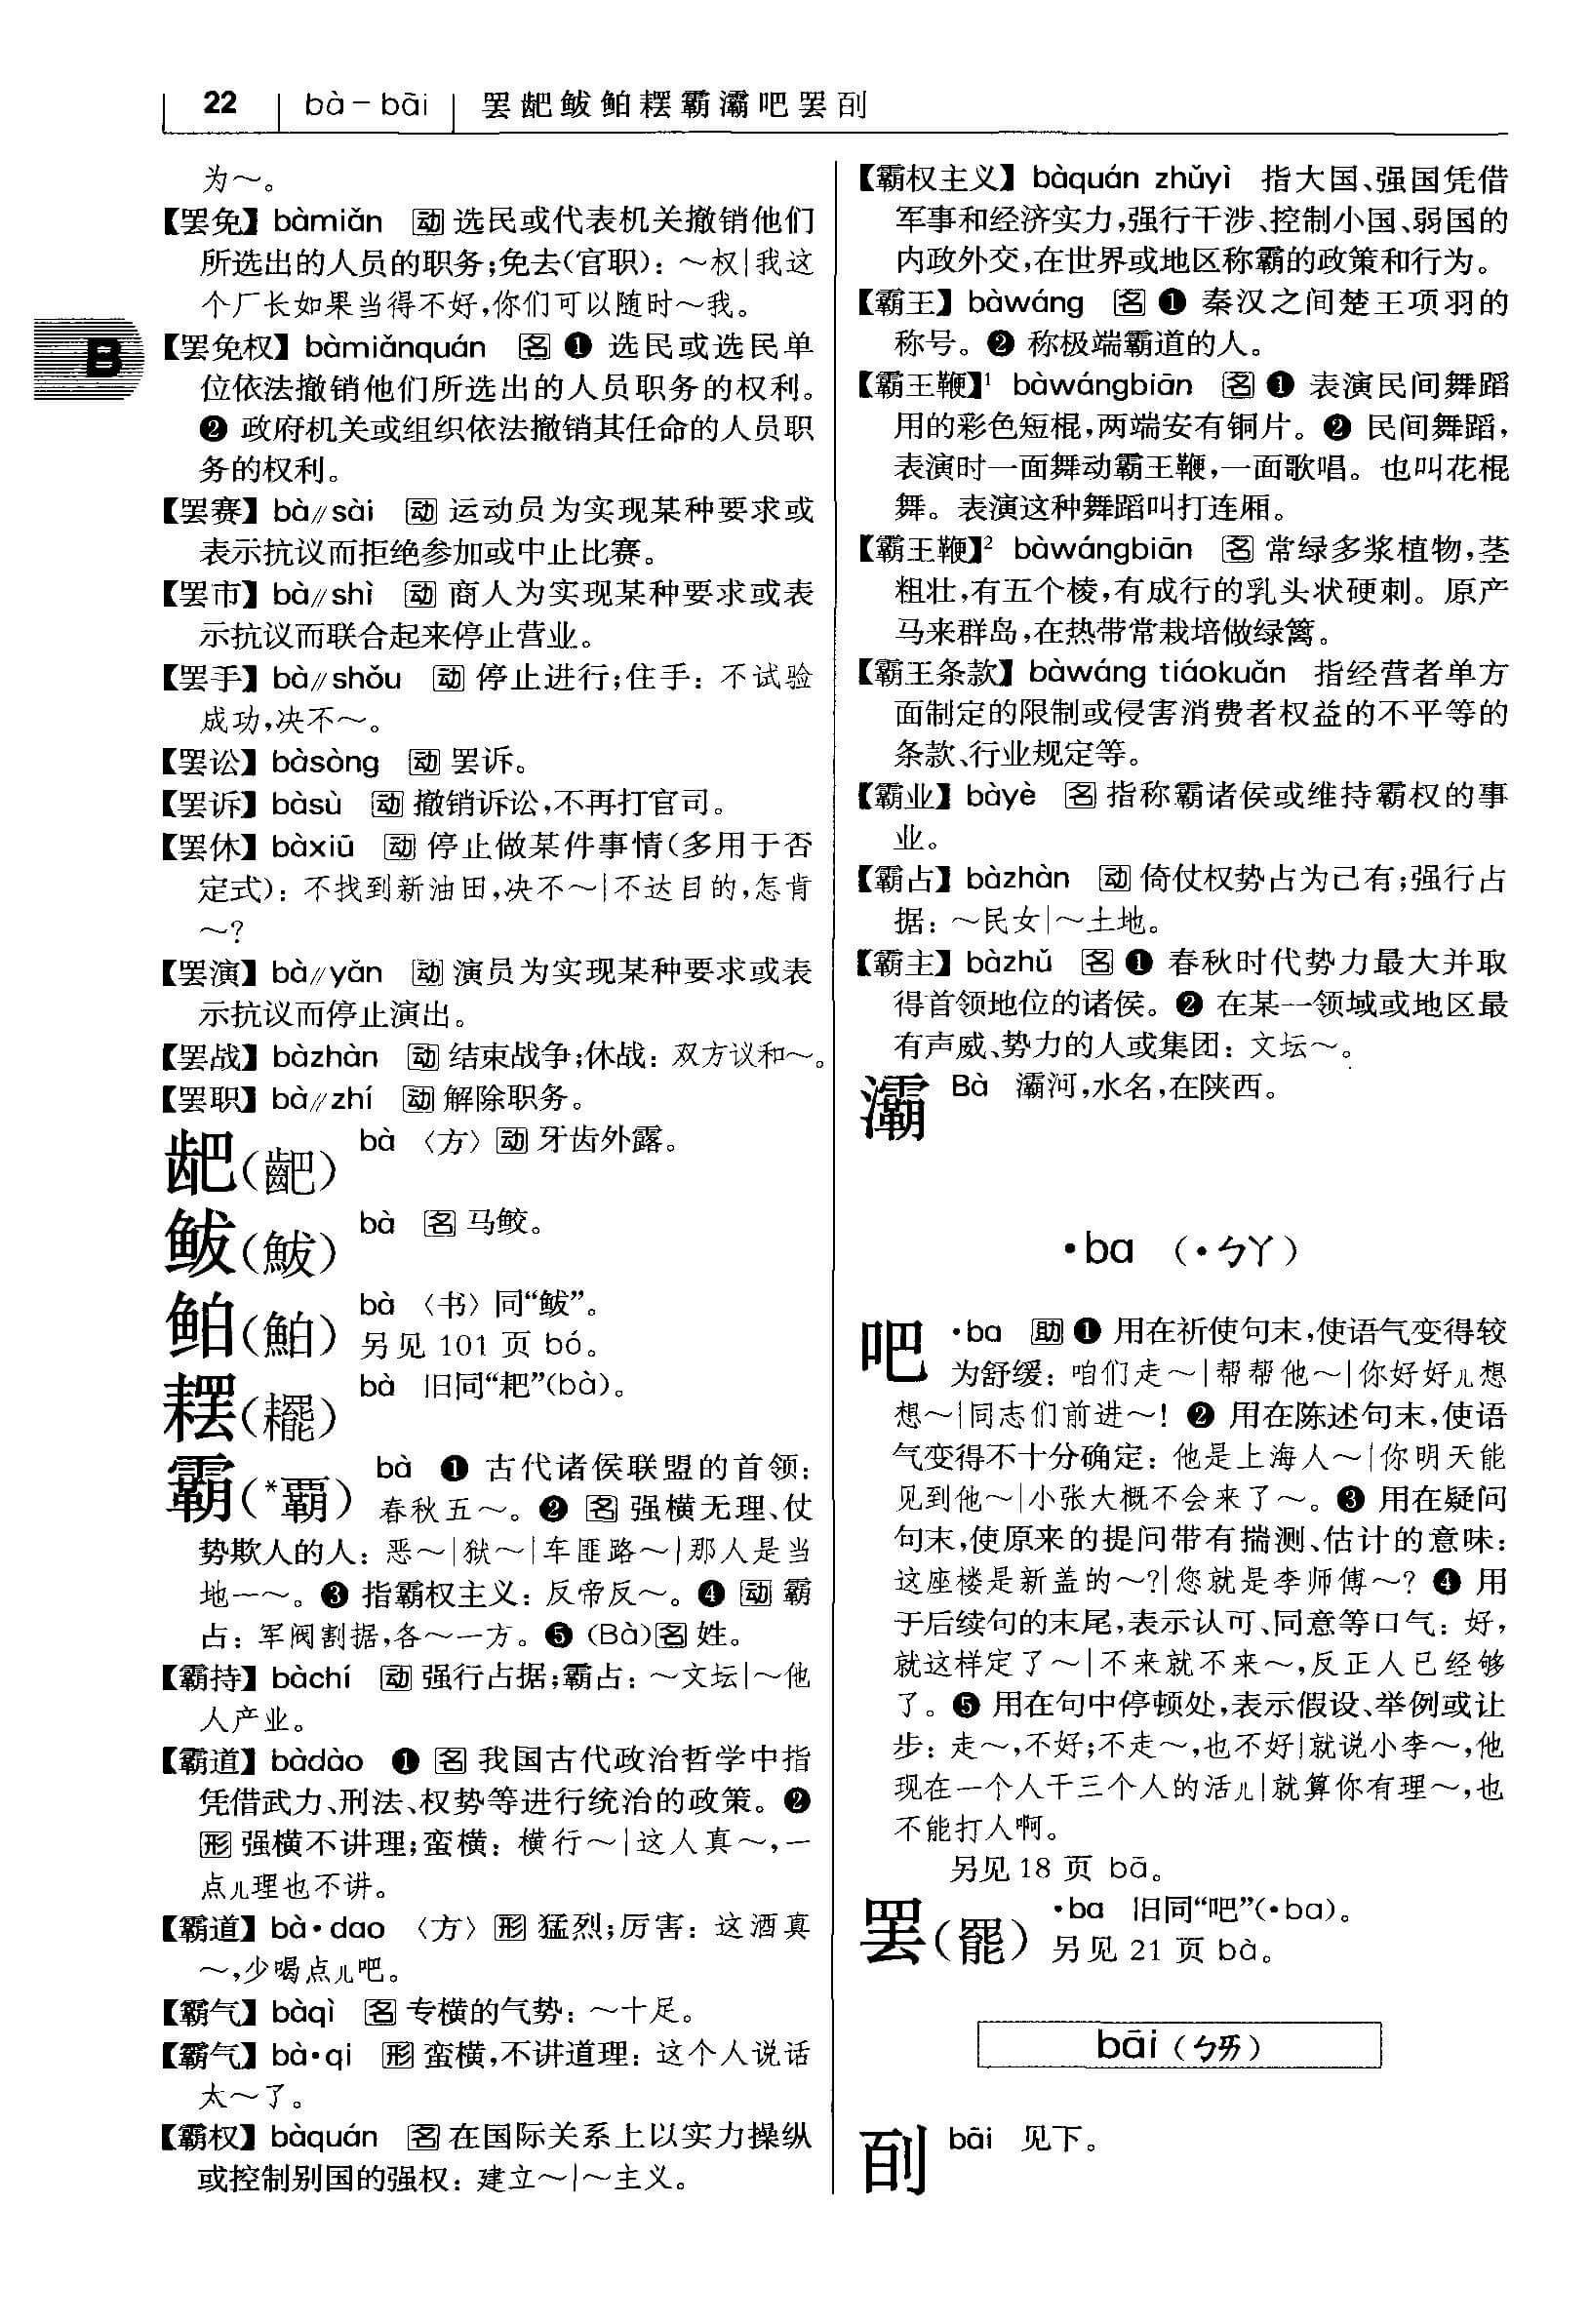 22 bà－bāi 罢龅鲅鲌耙霸灞吧罢刮
为～。
【罢免】bàmiǎn 动 选民或代表机关撤销他们
所选出的人员的职务；免去(官职)：～权|我这
个厂长如果当得不好，你们可以随时～我。
B
【罢免权】bàmiǎnquán 名 ❶ 选民或选民单
位依法撤销他们所选出的人员职务的权利。
❷ 政府机关或组织依法撤销其任命的人员职
务的权利。
【罢赛】bà∥sài 动 运动员为实现某种要求或
表示抗议而拒绝参加或中止比赛。
【罢市】bà∥shì 动 商人为实现某种要求或表
示抗议而联合起来停止营业。
【罢手】bà∥shǒu 动 停止进行；住手：不试验
成功，决不～。
【罢讼】bàsòng 动 罢诉。
【罢诉】bàsù 动 撤销诉讼，不再打官司。
【罢休】bàxiū 动 停止做某件事情(多用于否
定式)：不找到新油田，决不～|不达目的，怎肯
～？
【罢演】bà∥yǎn 动 演员为实现某种要求或表
示抗议而停止演出。
【罢战】bàzhàn 动 结束战争；休战：双方议和～。
【罢职】bà∥zhí 动 解除职务。
龅(齙) bà 〈方〉动 牙齿外露。
鲅(鮁) bà 名 马鲛。
鲌(鮊) bà 〈书〉同“鲅”。
另见 101 页 bó。
䎱(䆉) bà 旧同“耙”(bà)。
霸(*覇) bà ❶ 古代诸侯联盟的首领：
春秋五～。❷ 名 强横无理、仗
势欺人的人：恶～|狱～|车匪路～|那人是当
地一～。❸ 指霸权主义：反帝反～。❹ 动 霸
占：军阀割据，各～一方。❺ (Bà)名 姓。
【霸持】bàchí 动 强行占据；霸占：～文坛|～他
人产业。
【霸道】bàdào ❶ 名 我国古代政治哲学中指
凭借武力、刑法、权势等进行统治的政策。❷
形 强横不讲理；蛮横：横行～|这人真～，一
点儿理也不讲。
【霸道】bà·dao 〈方〉形 猛烈；厉害：这酒真
～，少喝点儿吧。
【霸气】bàqì 名 专横的气势：～十足。
【霸气】bà·qi 形 蛮横，不讲道理：这个人说话
太～了。
【霸权】bàquán 名 在国际关系上以实力操纵
或控制别国的强权：建立～|～主义。
【霸权主义】bàquán zhǔyì 指大国、强国凭借
军事和经济实力，强行干涉、控制小国、弱国的
内政外交，在世界或地区称霸的政策和行为。
【霸王】bàwáng 名 ❶ 秦汉之间楚王项羽的
称号。❷ 称极端霸道的人。
【霸王鞭】¹ bàwángbiān 名 ❶ 表演民间舞蹈
用的彩色短棍，两端安有铜片。❷ 民间舞蹈，
表演时一面舞动霸王鞭，一面歌唱。也叫花棍
舞。表演这种舞蹈叫打连厢。
【霸王鞭】² bàwángbiān 名 常绿多浆植物，茎
粗壮，有五个棱，有成行的乳头状硬刺。原产
马来群岛，在热带常栽培做绿篱。
【霸王条款】bàwáng tiáokuǎn 指经营者单方
面制定的限制或侵害消费者权益的不平等的
条款、行业规定等。
【霸业】bàyè 名 指称霸诸侯或维持霸权的事
业。
【霸占】bàzhàn 动 倚仗权势占为己有；强行占
据：～民女|～土地。
【霸主】bàzhǔ 名 ❶ 春秋时代势力最大并取
得首领地位的诸侯。❷ 在某一领域或地区最
有声威、势力的人或集团：文坛～。
灞 Bà 灞河，水名，在陕西。
·ba （·ㄅㄚ）
吧 ·ba 助 ❶ 用在祈使句末，使语气变得较
为舒缓：咱们走～|帮帮他～|你好好儿想
想～|同志们前进～！❷ 用在陈述句末，使语
气变得不十分确定：他是上海人～|你明天能
见到他～|小张大概不会来了～。❸ 用在疑问
句末，使原来的提问带有揣测、估计的意味：
这座楼是新盖的～？|您就是李师傅～？❹ 用
于后续句的末尾，表示认可、同意等口气：好，
就这样定了～|不来就不来～，反正人已经够
了。❺ 用在句中停顿处，表示假设、举例或让
步：走～，不好；不走～，也不好|就说小李～，他
现在一个人干三个人的活儿|就算你有理～，也
不能打人啊。
另见 18 页 bā。
罢(罷) ·ba 旧同“吧”(·ba)。
另见 21 页 bà。
bāi（ㄅㄞ）
刮 bāi 见下。